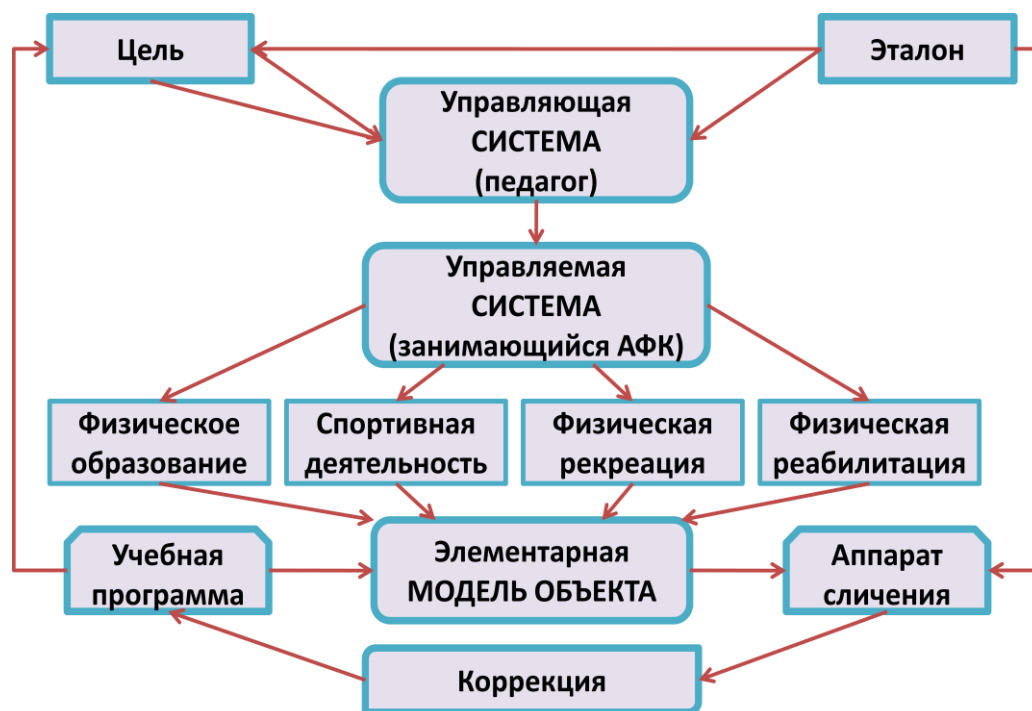 Цель
Эталон
Управляющая
СИСТЕМА
(педагог)
Управляемая
СИСТЕМА
(занимающийся АФК)
Физическое
образование
Спортивная
деятельность
Физическая
рекреация
Физическая
реабилитация
Учебная
программа
Элементарная
МОДЕЛЬ ОБЪЕКТА
Аппарат
сличения
Коррекция